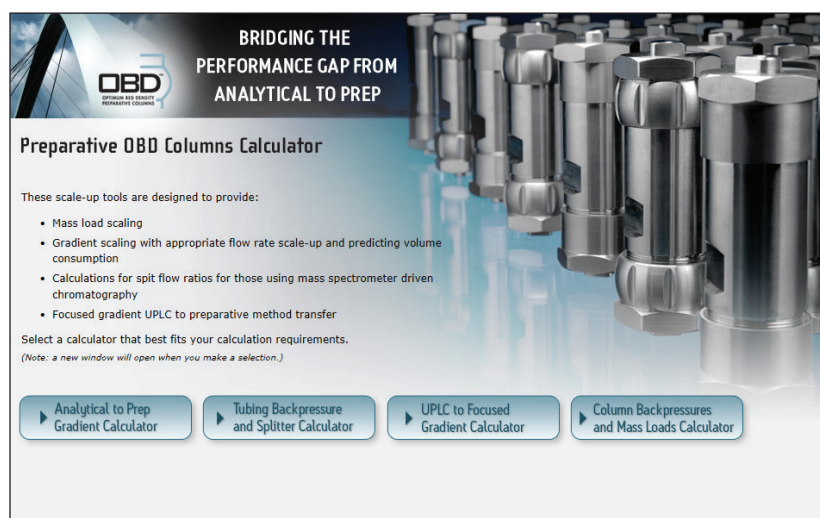 BRIDGING THE
PERFORMANCE GAP FROM
ANALYTICAL TO PREP
OBD™
OPTIMUM BED DENSITY
PREPARATIVE COLUMNS
Preparative OBD Columns Calculator
These scale-up tools are designed to provide:
• Mass load scaling
• Gradient scaling with appropriate flow rate scale-up and predicting volume
consumption
• Calculations for spit flow ratios for those using mass spectrometer driven
chromatography
• Focused gradient UPLC to preparative method transfer
Select a calculator that best fits your calculation requirements.
(Note: a new window will open when you make a selection.)
Analytical to Prep
Gradient Calculator
Tubing Backpressure
and Splitter Calculator
UPLC to Focused
Gradient Calculator
Column Backpressures
and Mass Loads Calculator